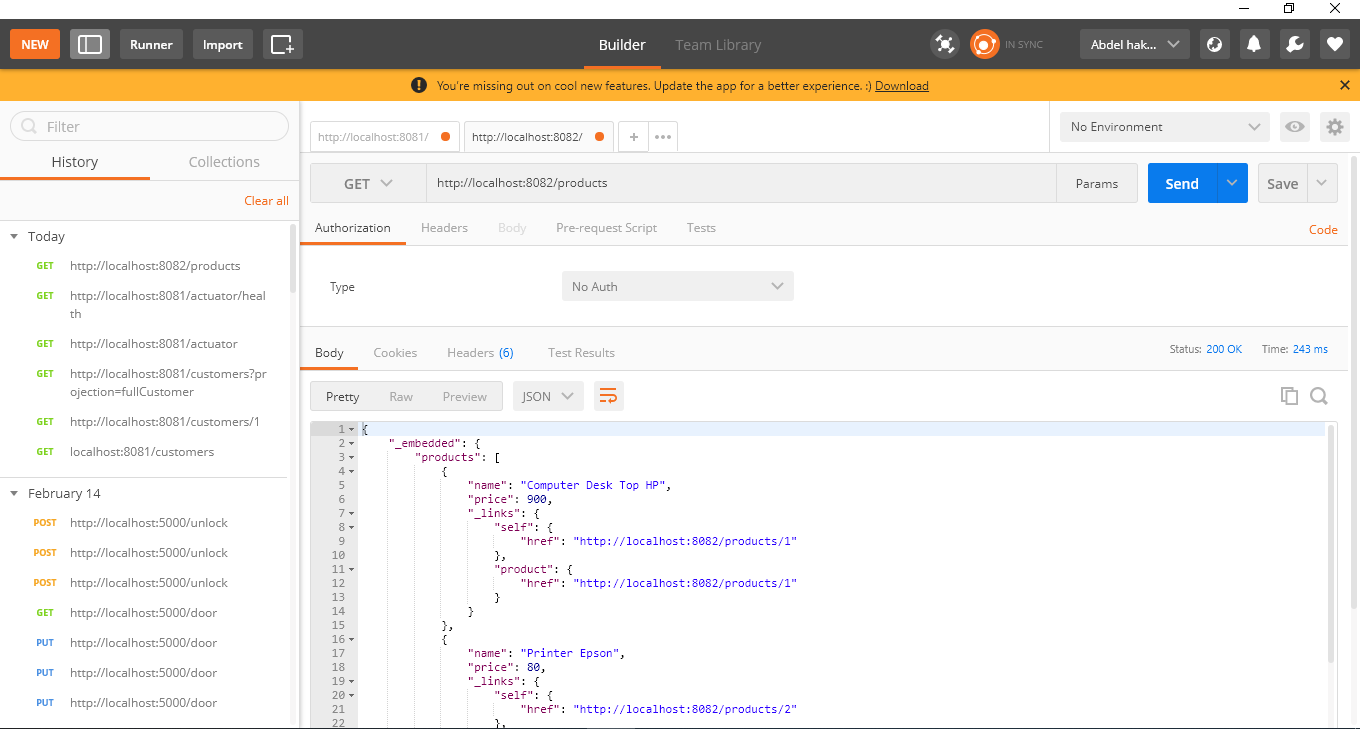 NEW
Runner
Import
Builder
Team Library
IN SYNC
Abdel hak...
You're missing out on cool new features. Update the app for a better experience. :) Download
Filter
History
Collections
Clear all
Today
GET http://localhost:8082/products
GET http://localhost:8081/actuator/heal
th
GET http://localhost:8081/actuator
GET http://localhost:8081/customers?pr
ojection=fullCustomer
GET http://localhost:8081/customers/1
GET localhost:8081/customers
February 14
POST http://localhost:5000/unlock
POST http://localhost:5000/unlock
POST http://localhost:5000/unlock
GET http://localhost:5000/door
PUT http://localhost:5000/door
PUT http://localhost:5000/door
PUT http://localhost:5000/door
http://localhost:8081/
http://localhost:8082/
No Environment
GET
http://localhost:8082/products
Params
Send
Save
Authorization
Headers
Body
Pre-request Script
Tests
Code
Type
No Auth
Body
Cookies
Headers (6)
Test Results
Status: 200 OK
Time: 243 ms
Pretty
Raw
Preview
JSON
1 {
2 "_embedded": {
3 "products": [
4 {
5 "name": "Computer Desk Top HP",
6 "price": 900,
7 "_links": {
8 "self": {
9 "href": "http://localhost:8082/products/1"
10 },
11 "product": {
12 "href": "http://localhost:8082/products/1"
13 }
14 }
15 },
16 {
17 "name": "Printer Epson",
18 "price": 80,
19 "_links": {
20 "self": {
21 "href": "http://localhost:8082/products/2"
22 },